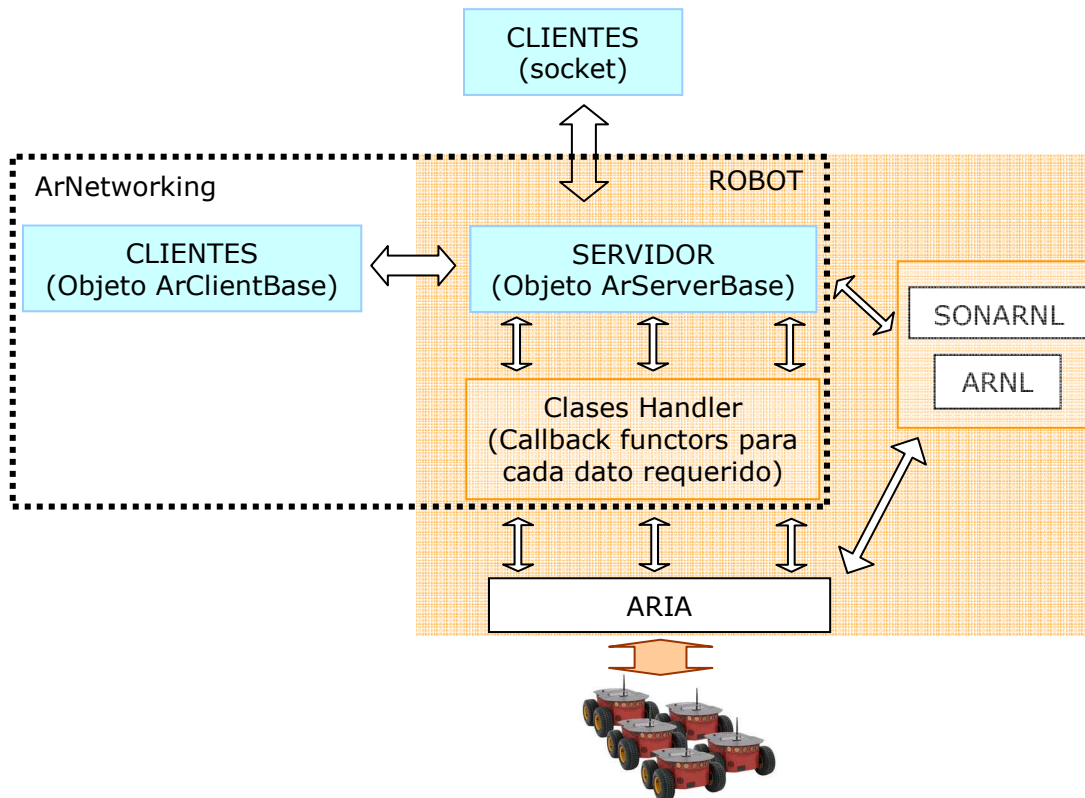 CLIENTES
(socket)
ArNetworking
ROBOT
CLIENTES
(Objeto ArClientBase)
SERVIDOR
(Objeto ArServerBase)
SONARNL
ARNL
Clases Handler
(Callback functors para
cada dato requerido)
ARIA